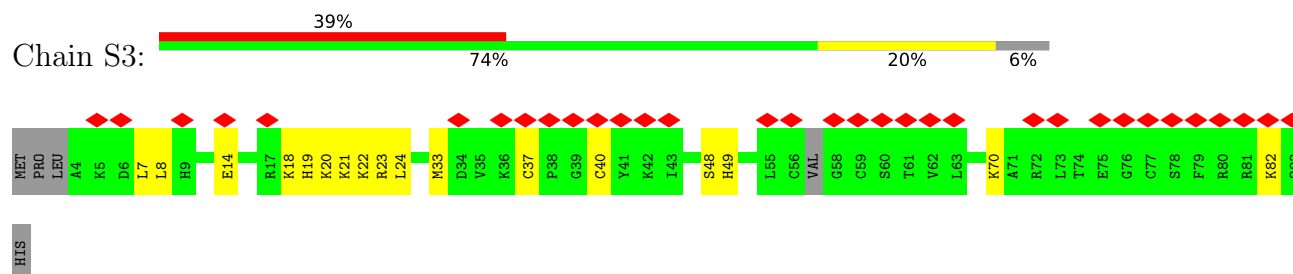 39%
Chain S3:
74% 20% 6%
MET PRO LEU A4 K5 D6 L7 L8 H9 E14 R17 K18 H19 K20 K21 K22 R23 L24 M33 D34 V35 K36 C37 P38 G39 C40 Y41 K42 I43 S48 H49 L55 C56 VAL G58 C59 S60 T61 V62 L63 K70 A71 R72 L73 T74 E75 G76 C77 S78 F79 R80 R81 K82
HIS